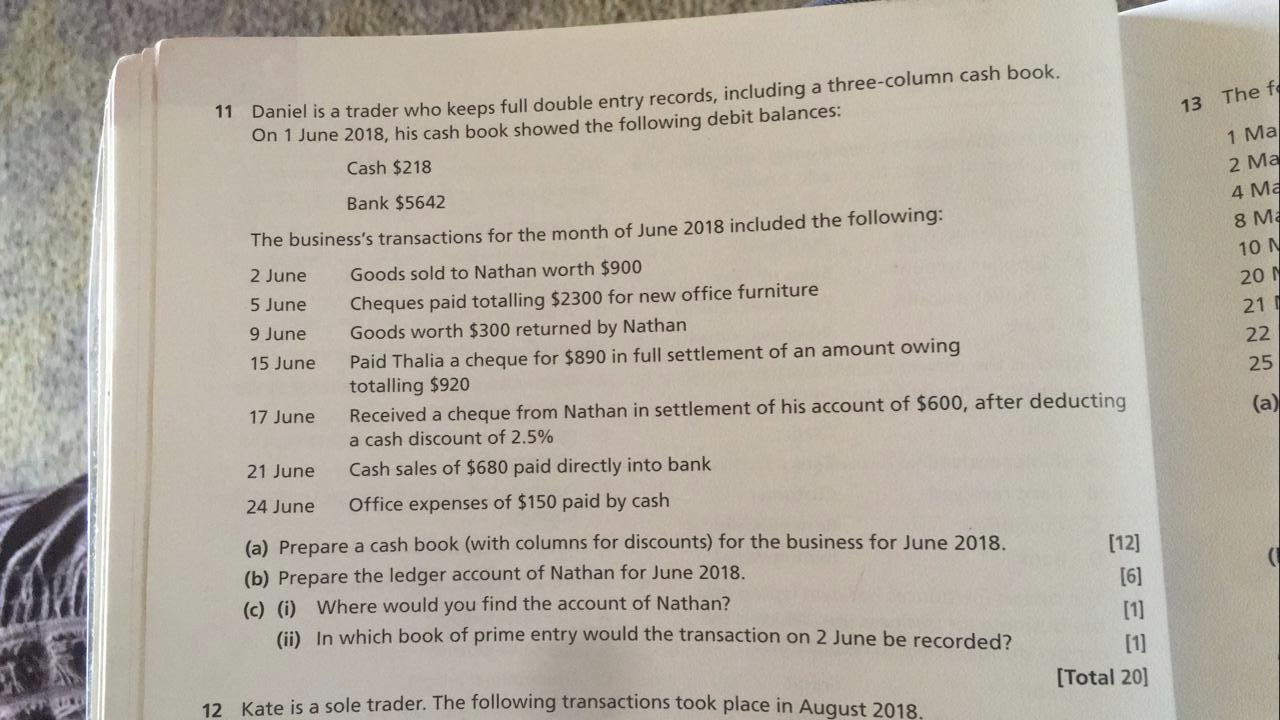 11 Daniel is a trader who keeps full double entry records, including a three-column cash book.
On 1 June 2018, his cash book showed the following debit balances:
Cash $218
Bank $5642
The business's transactions for the month of June 2018 included the following:
2 June Goods sold to Nathan worth $900
5 June Cheques paid totalling $2300 for new office furniture
9 June Goods worth $300 returned by Nathan
15 June Paid Thalia a cheque for $890 in full settlement of an amount owing
totalling $920
17 June Received a cheque from Nathan in settlement of his account of $600, after deducting
a cash discount of 2.5%
21 June Cash sales of $680 paid directly into bank
24 June Office expenses of $150 paid by cash
(a) Prepare a cash book (with columns for discounts) for the business for June 2018. [12]
(b) Prepare the ledger account of Nathan for June 2018. [6]
(c) (i) Where would you find the account of Nathan? [1]
(ii) In which book of prime entry would the transaction on 2 June be recorded? [1]
[Total 20]
12 Kate is a sole trader. The following transactions took place in August 2018.
13 The
1 Ma
2 Ma
4 Ma
8 Ma
10
20
21
22
25
(a)